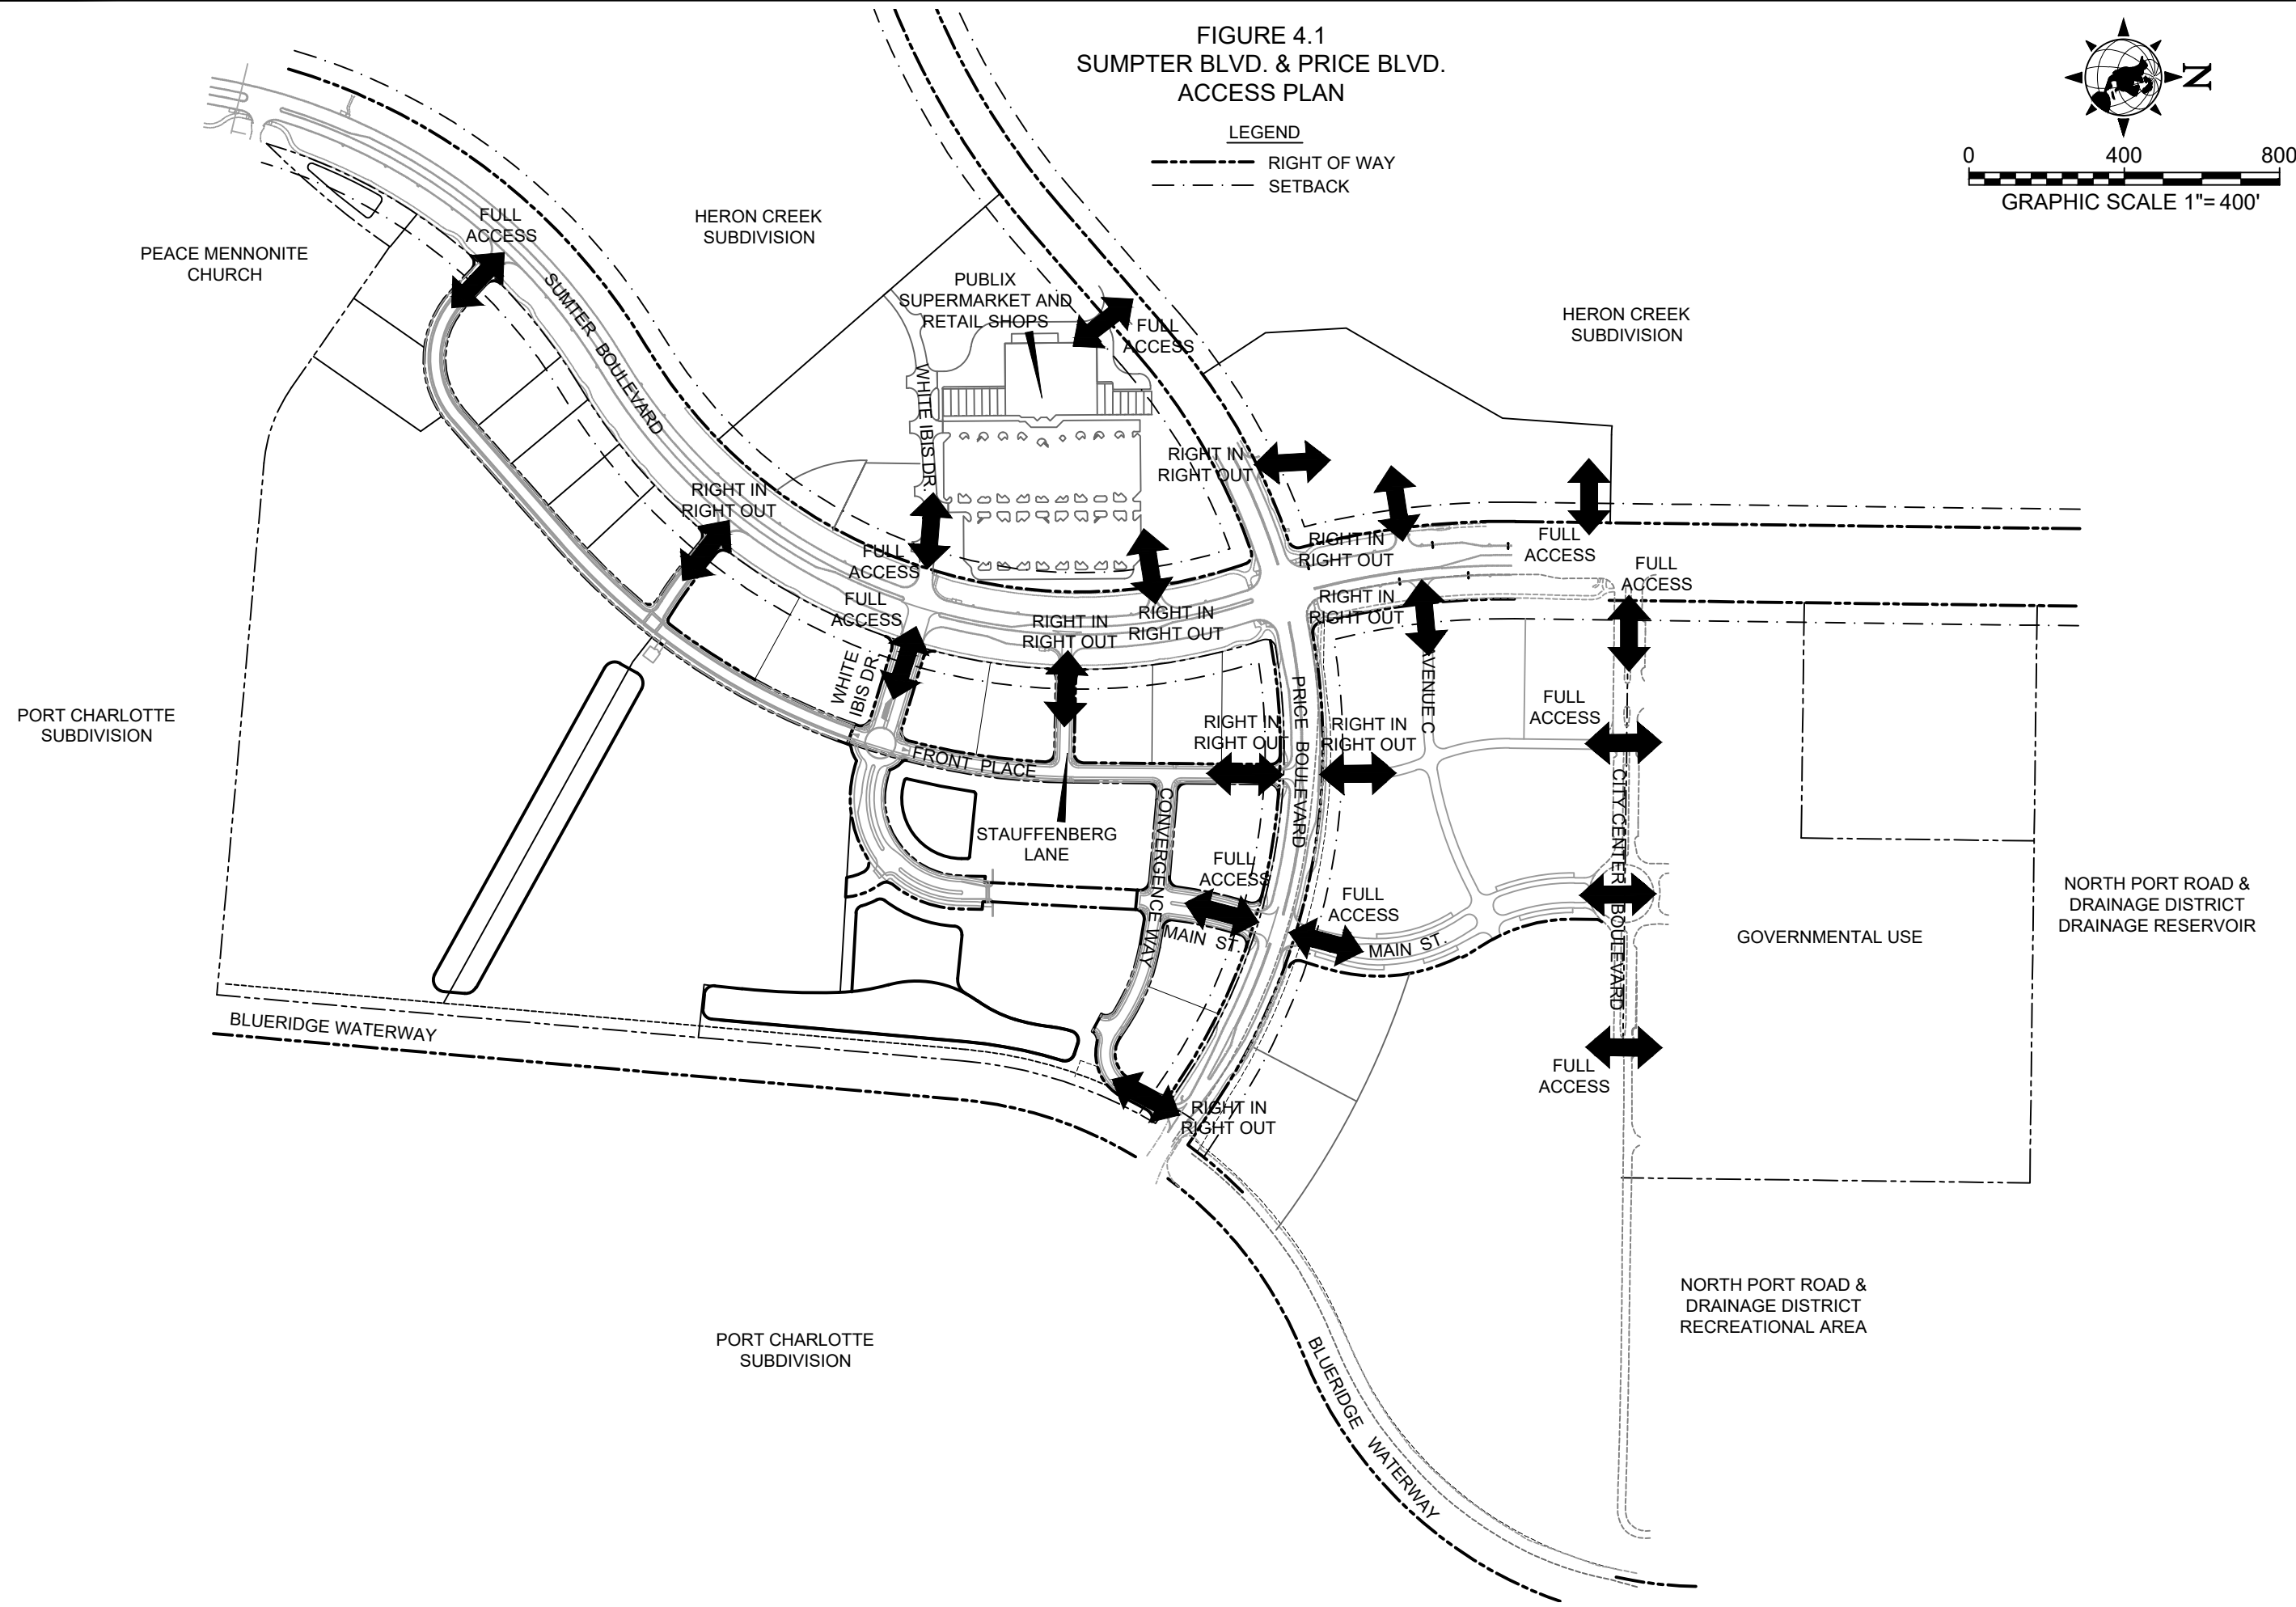 FIGURE 4.1
SUMPTER BLVD. & PRICE BLVD.
ACCESS PLAN
LEGEND
RIGHT OF WAY
SETBACK
N
0 400 800
GRAPHIC SCALE 1"= 400'
PEACE MENNONITE
CHURCH
FULL
ACCESS
HERON CREEK
SUBDIVISION
SUMTER BOULEVARD
PUBLIX
SUPERMARKET AND
RETAIL SHOPS
FULL
ACCESS
HERON CREEK
SUBDIVISION
WHITE IBIS DR.
RIGHT IN
RIGHT OUT
RIGHT IN
RIGHT OUT
FULL
ACCESS
RIGHT IN
RIGHT OUT
FULL
ACCESS
FULL
ACCESS
FULL
ACCESS
RIGHT IN
RIGHT OUT
RIGHT IN
RIGHT OUT
RIGHT IN
RIGHT OUT
WHITE
IBIS DR.
PORT CHARLOTTE
SUBDIVISION
FRONT PLACE
RIGHT IN
RIGHT OUT
PRICE BOULEVARD
RIGHT IN
RIGHT OUT
AVENUE C
FULL
ACCESS
CITY CENTER BOULEVARD
STAUFFENBERG
LANE
CONVERGENCE WAY
FULL
ACCESS
MAIN ST.
FULL
ACCESS
MAIN ST.
GOVERNMENTAL USE
NORTH PORT ROAD &
DRAINAGE DISTRICT
DRAINAGE RESERVOIR
BLUERIDGE WATERWAY
RIGHT IN
RIGHT OUT
FULL
ACCESS
PORT CHARLOTTE
SUBDIVISION
BLUERIDGE WATERWAY
NORTH PORT ROAD &
DRAINAGE DISTRICT
RECREATIONAL AREA